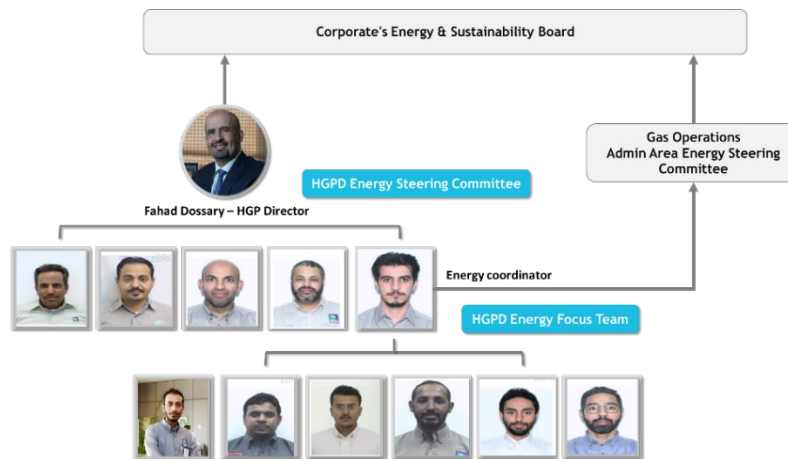 Corporate's Energy & Sustainability Board
Gas Operations
Admin Area Energy Steering
Committee
HGPD Energy Steering Committee
Fahad Dossary – HGP Director
Energy coordinator
HGPD Energy Focus Team